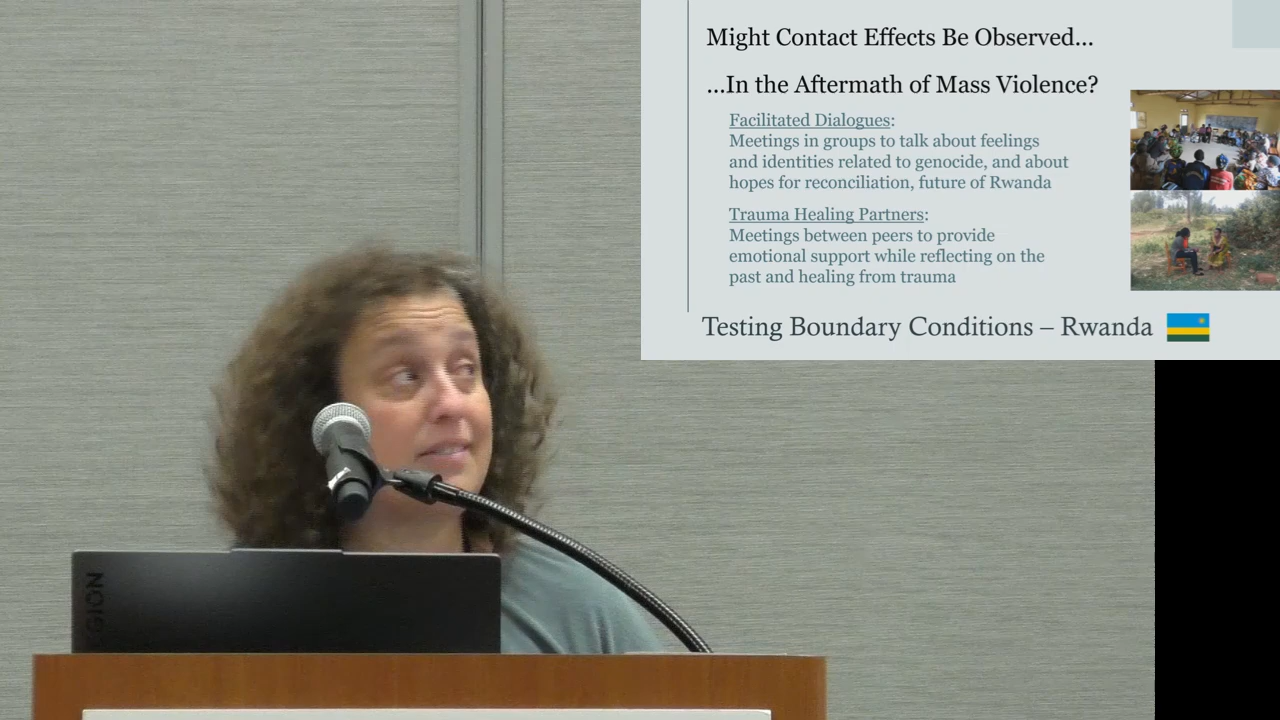 Might Contact Effects Be Observed...
...In the Aftermath of Mass Violence?
Facilitated Dialogues:
Meetings in groups to talk about feelings
and identities related to genocide, and about
hopes for reconciliation, future of Rwanda
Trauma Healing Partners:
Meetings between peers to provide
emotional support while reflecting on the
past and healing from trauma
Testing Boundary Conditions – Rwanda
GION